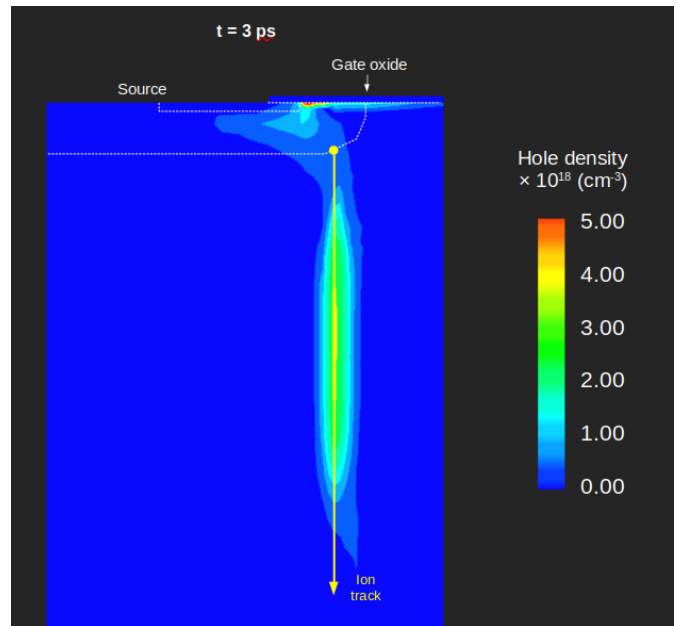 t = 3 ps
Gate oxide
Source
Hole density
× 10¹⁸ (cm⁻³)
5.00
4.00
3.00
2.00
1.00
0.00
Ion
track